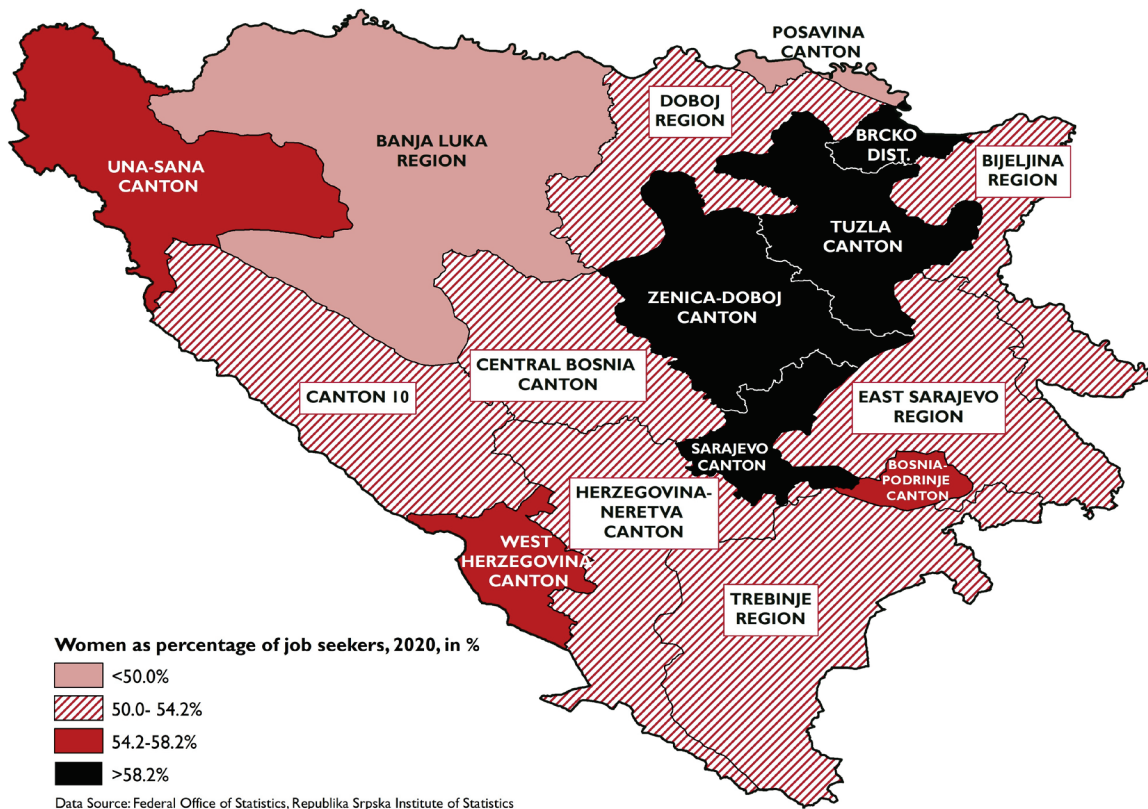 POSAVINA
CANTON
DOBOJ
REGION
BANJA LUKA
REGION
BRCKO
DIST.
BIJELJINA
REGION
UNA-SANA
CANTON
TUZLA
CANTON
ZENICA-DOBOJ
CANTON
CENTRAL BOSNIA
CANTON
CANTON 10
EAST SARAJEVO
REGION
SARAJEVO
CANTON
BOSNIA-
PODRINJE
CANTON
HERZEGOVINA-
NERETVA
CANTON
WEST
HERZEGOVINA
CANTON
TREBINJE
REGION
Women as percentage of job seekers, 2020, in %
<50.0%
50.0- 54.2%
54.2-58.2%
>58.2%
Data Source: Federal Office of Statistics, Republika Srpska Institute of Statistics